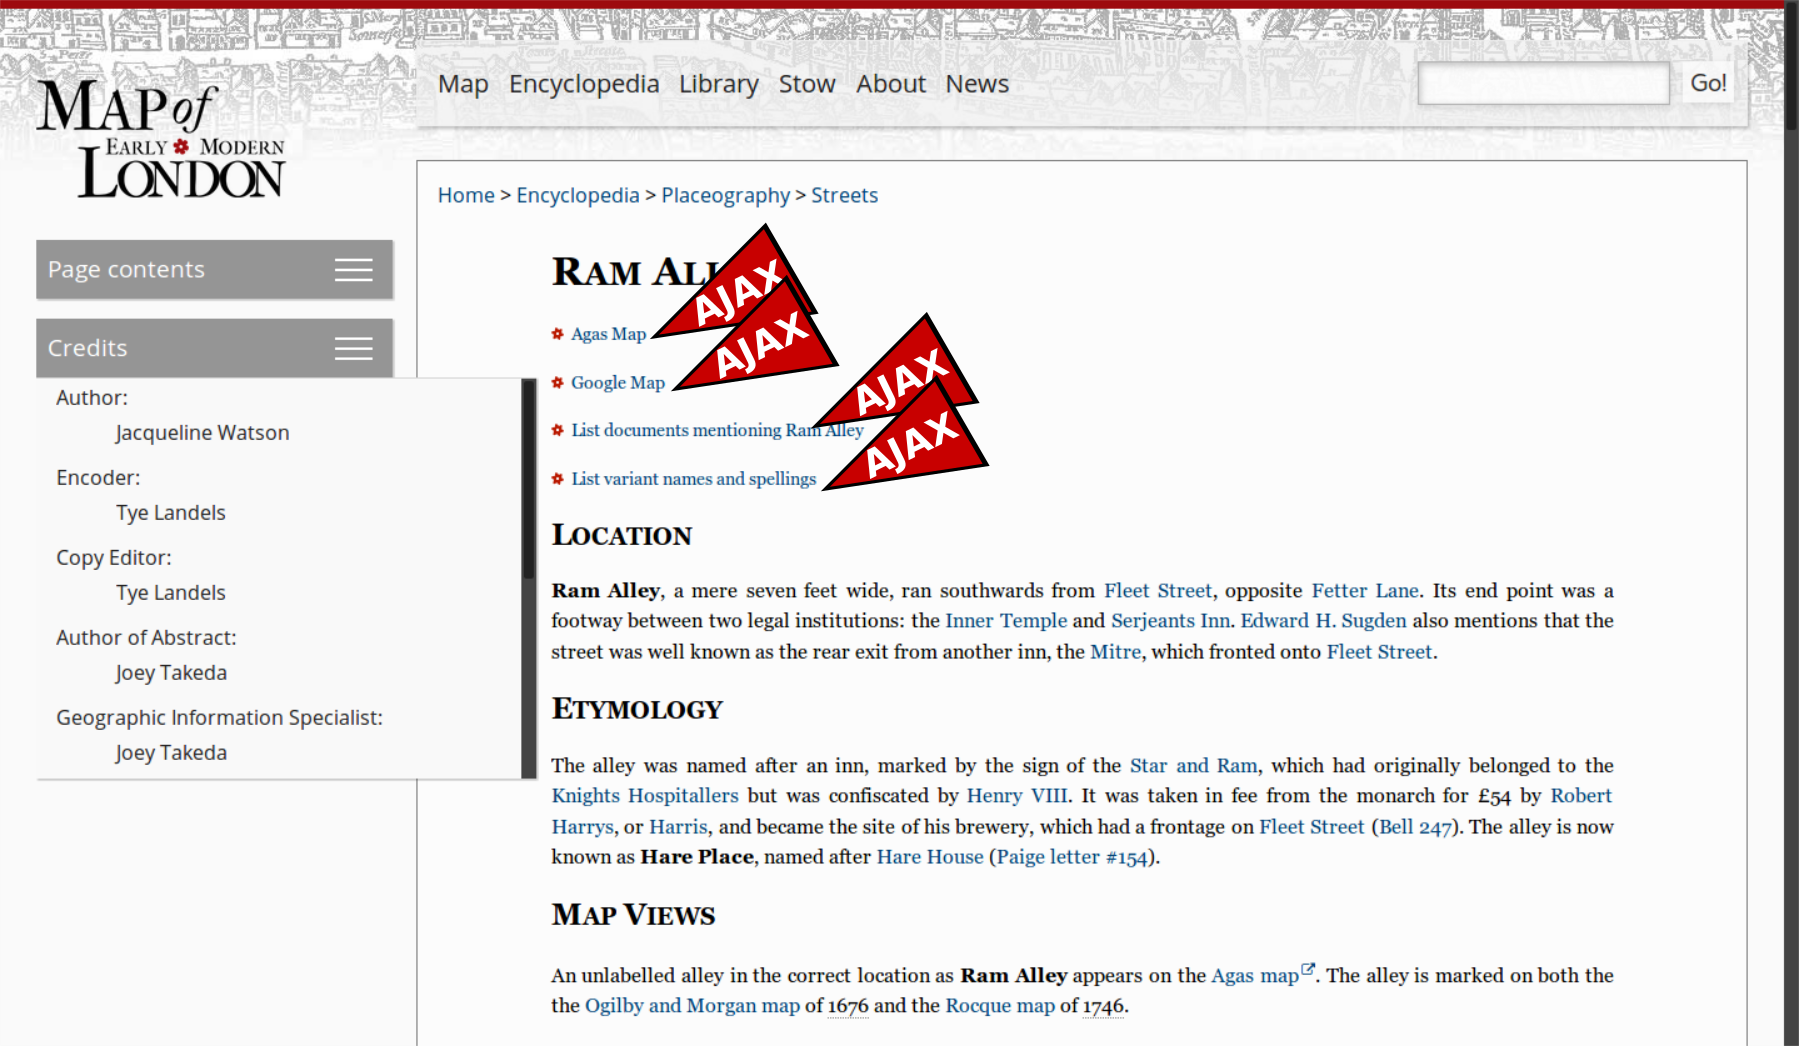 Map Encyclopedia Library Stow About News
Go!
MAP of
EARLY MODERN
LONDON
Home > Encyclopedia > Placeography > Streets
Page contents
Credits
Author:
Jacqueline Watson
Encoder:
Tye Landels
Copy Editor:
Tye Landels
Author of Abstract:
Joey Takeda
Geographic Information Specialist:
Joey Takeda
RAM
AJAX
Agas Map
AJAX
Google Map
AJAX
List documents mentioning Ram Alley
AJAX
List variant names and spellings
LOCATION
Ram Alley, a mere seven feet wide, ran southwards from Fleet Street, opposite Fetter Lane. Its end point was a
footway between two legal institutions: the Inner Temple and Serjeants Inn. Edward H. Sugden also mentions that the
street was well known as the rear exit from another inn, the Mitre, which fronted onto Fleet Street.
ETYMOLOGY
The alley was named after an inn, marked by the sign of the Star and Ram, which had originally belonged to the
Knights Hospitallers but was confiscated by Henry VIII. It was taken in fee from the monarch for £54 by Robert
Harrys, or Harris, and became the site of his brewery, which had a frontage on Fleet Street (Bell 247). The alley is now
known as Hare Place, named after Hare House (Paige letter #154).
MAP VIEWS
An unlabelled alley in the correct location as Ram Alley appears on the Agas map. The alley is marked on both the
the Ogilby and Morgan map of 1676 and the Rocque map of 1746.